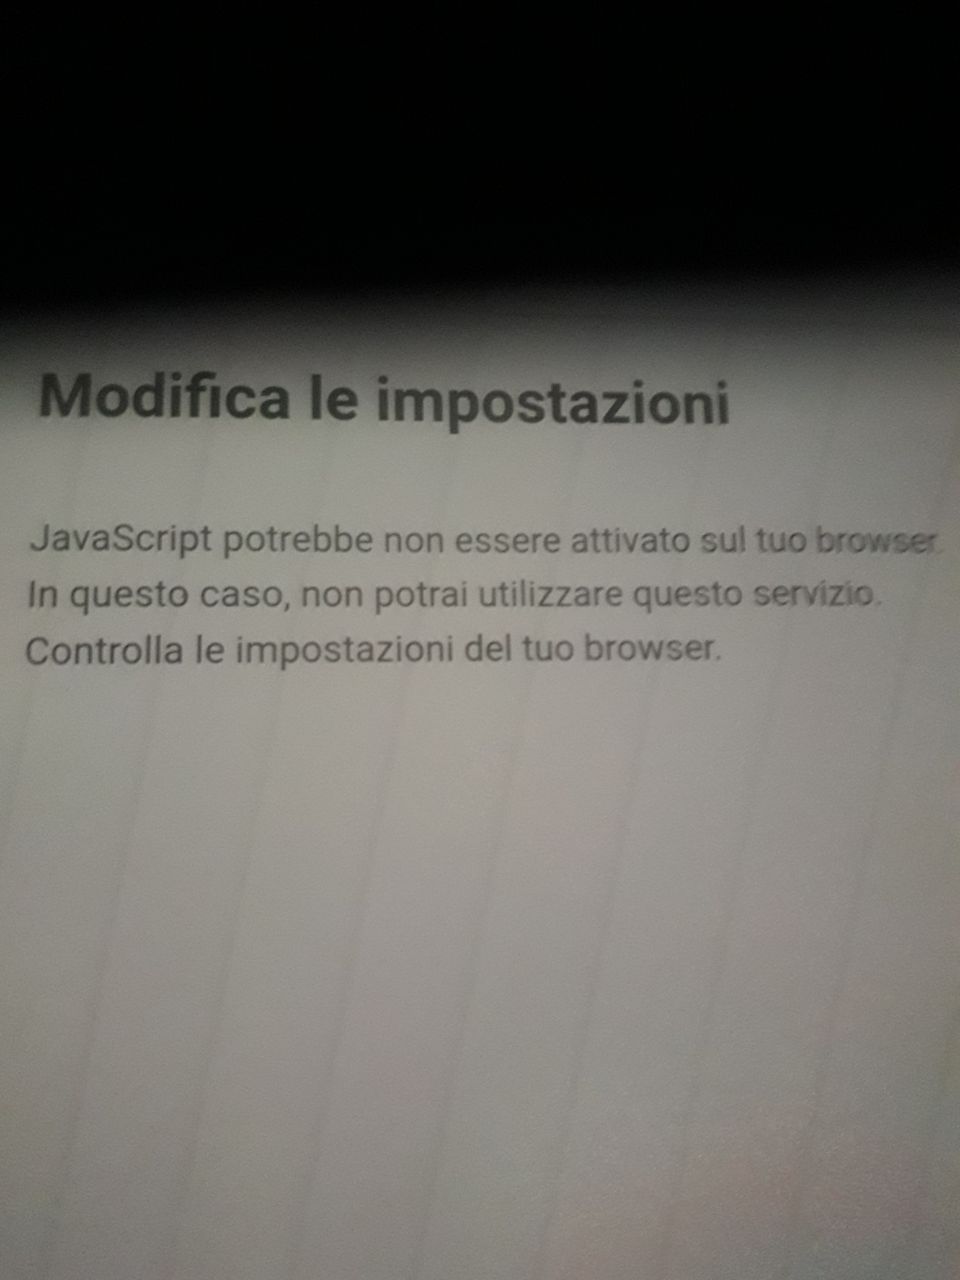 Modifica le impostazioni
JavaScript potrebbe non essere attivato sul tuo browser.
In questo caso, non potrai utilizzare questo servizio.
Controlla le impostazioni del tuo browser.